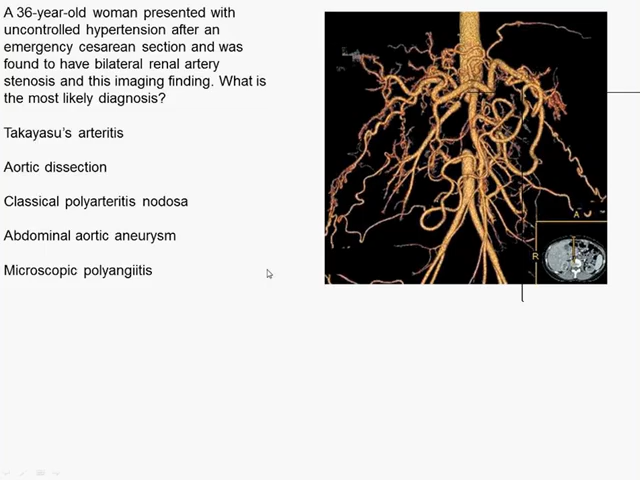 A 36-year-old woman presented with
uncontrolled hypertension after an
emergency cesarean section and was
found to have bilateral renal artery
stenosis and this imaging finding. What is
the most likely diagnosis?
Takayasu's arteritis
Aortic dissection
Classical polyarteritis nodosa
Abdominal aortic aneurysm
Microscopic polyangiitis
A
R